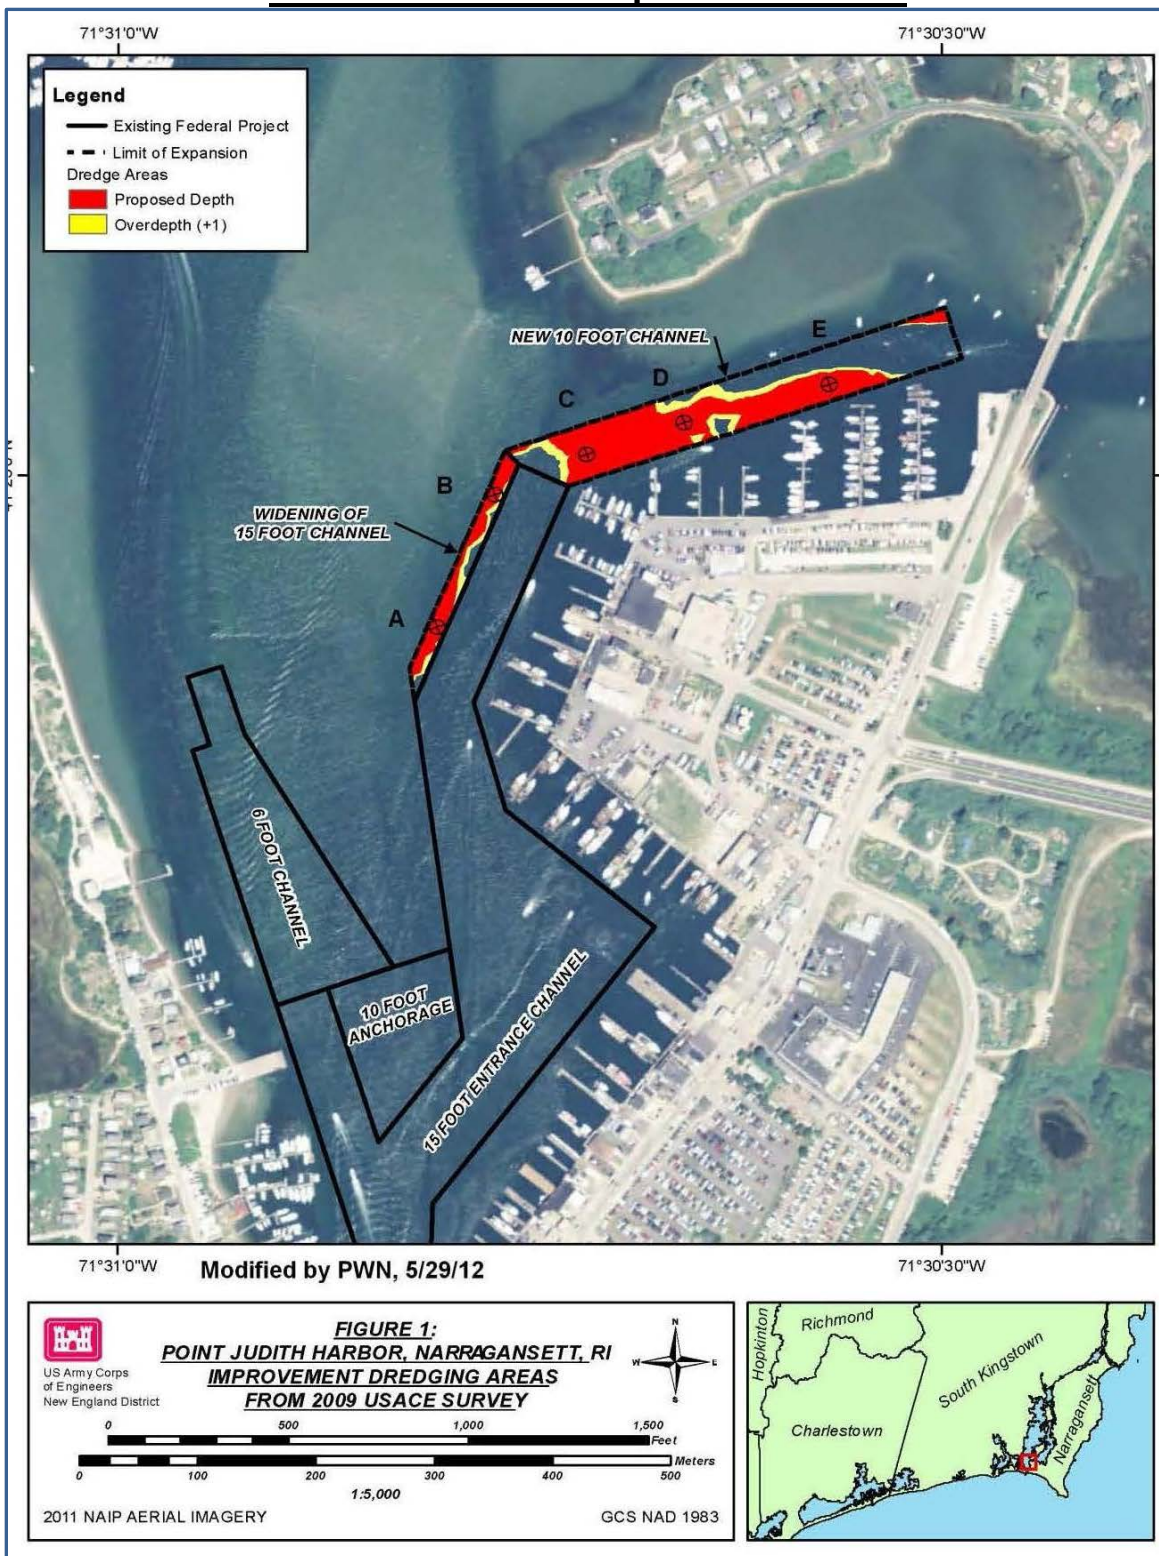 71°31'0"W
71°30'30"W
Legend
Existing Federal Project
Limit of Expansion
Dredge Areas
Proposed Depth
Overdepth (+1)
NEW 10 FOOT CHANNEL
E
D
C
B
WIDENING OF
15 FOOT CHANNEL
A
6 FOOT CHANNEL
10 FOOT
ANCHORAGE
15 FOOT ENTRANCE CHANNEL
71°31'0"W
71°30'30"W
Modified by PWN, 5/29/12
US Army Corps
of Engineers
New England District
FIGURE 1:
POINT JUDITH HARBOR, NARRAGANSETT, RI
IMPROVEMENT DREDGING AREAS
FROM 2009 USACE SURVEY
N
W
E
S
0 500 1,000 1,500
Feet
Meters
0 100 200 300 400 500
1:5,000
2011 NAIP AERIAL IMAGERY
GCS NAD 1983
Hopkinton
Richmond
South Kingstown
Charlestown
Narragansett